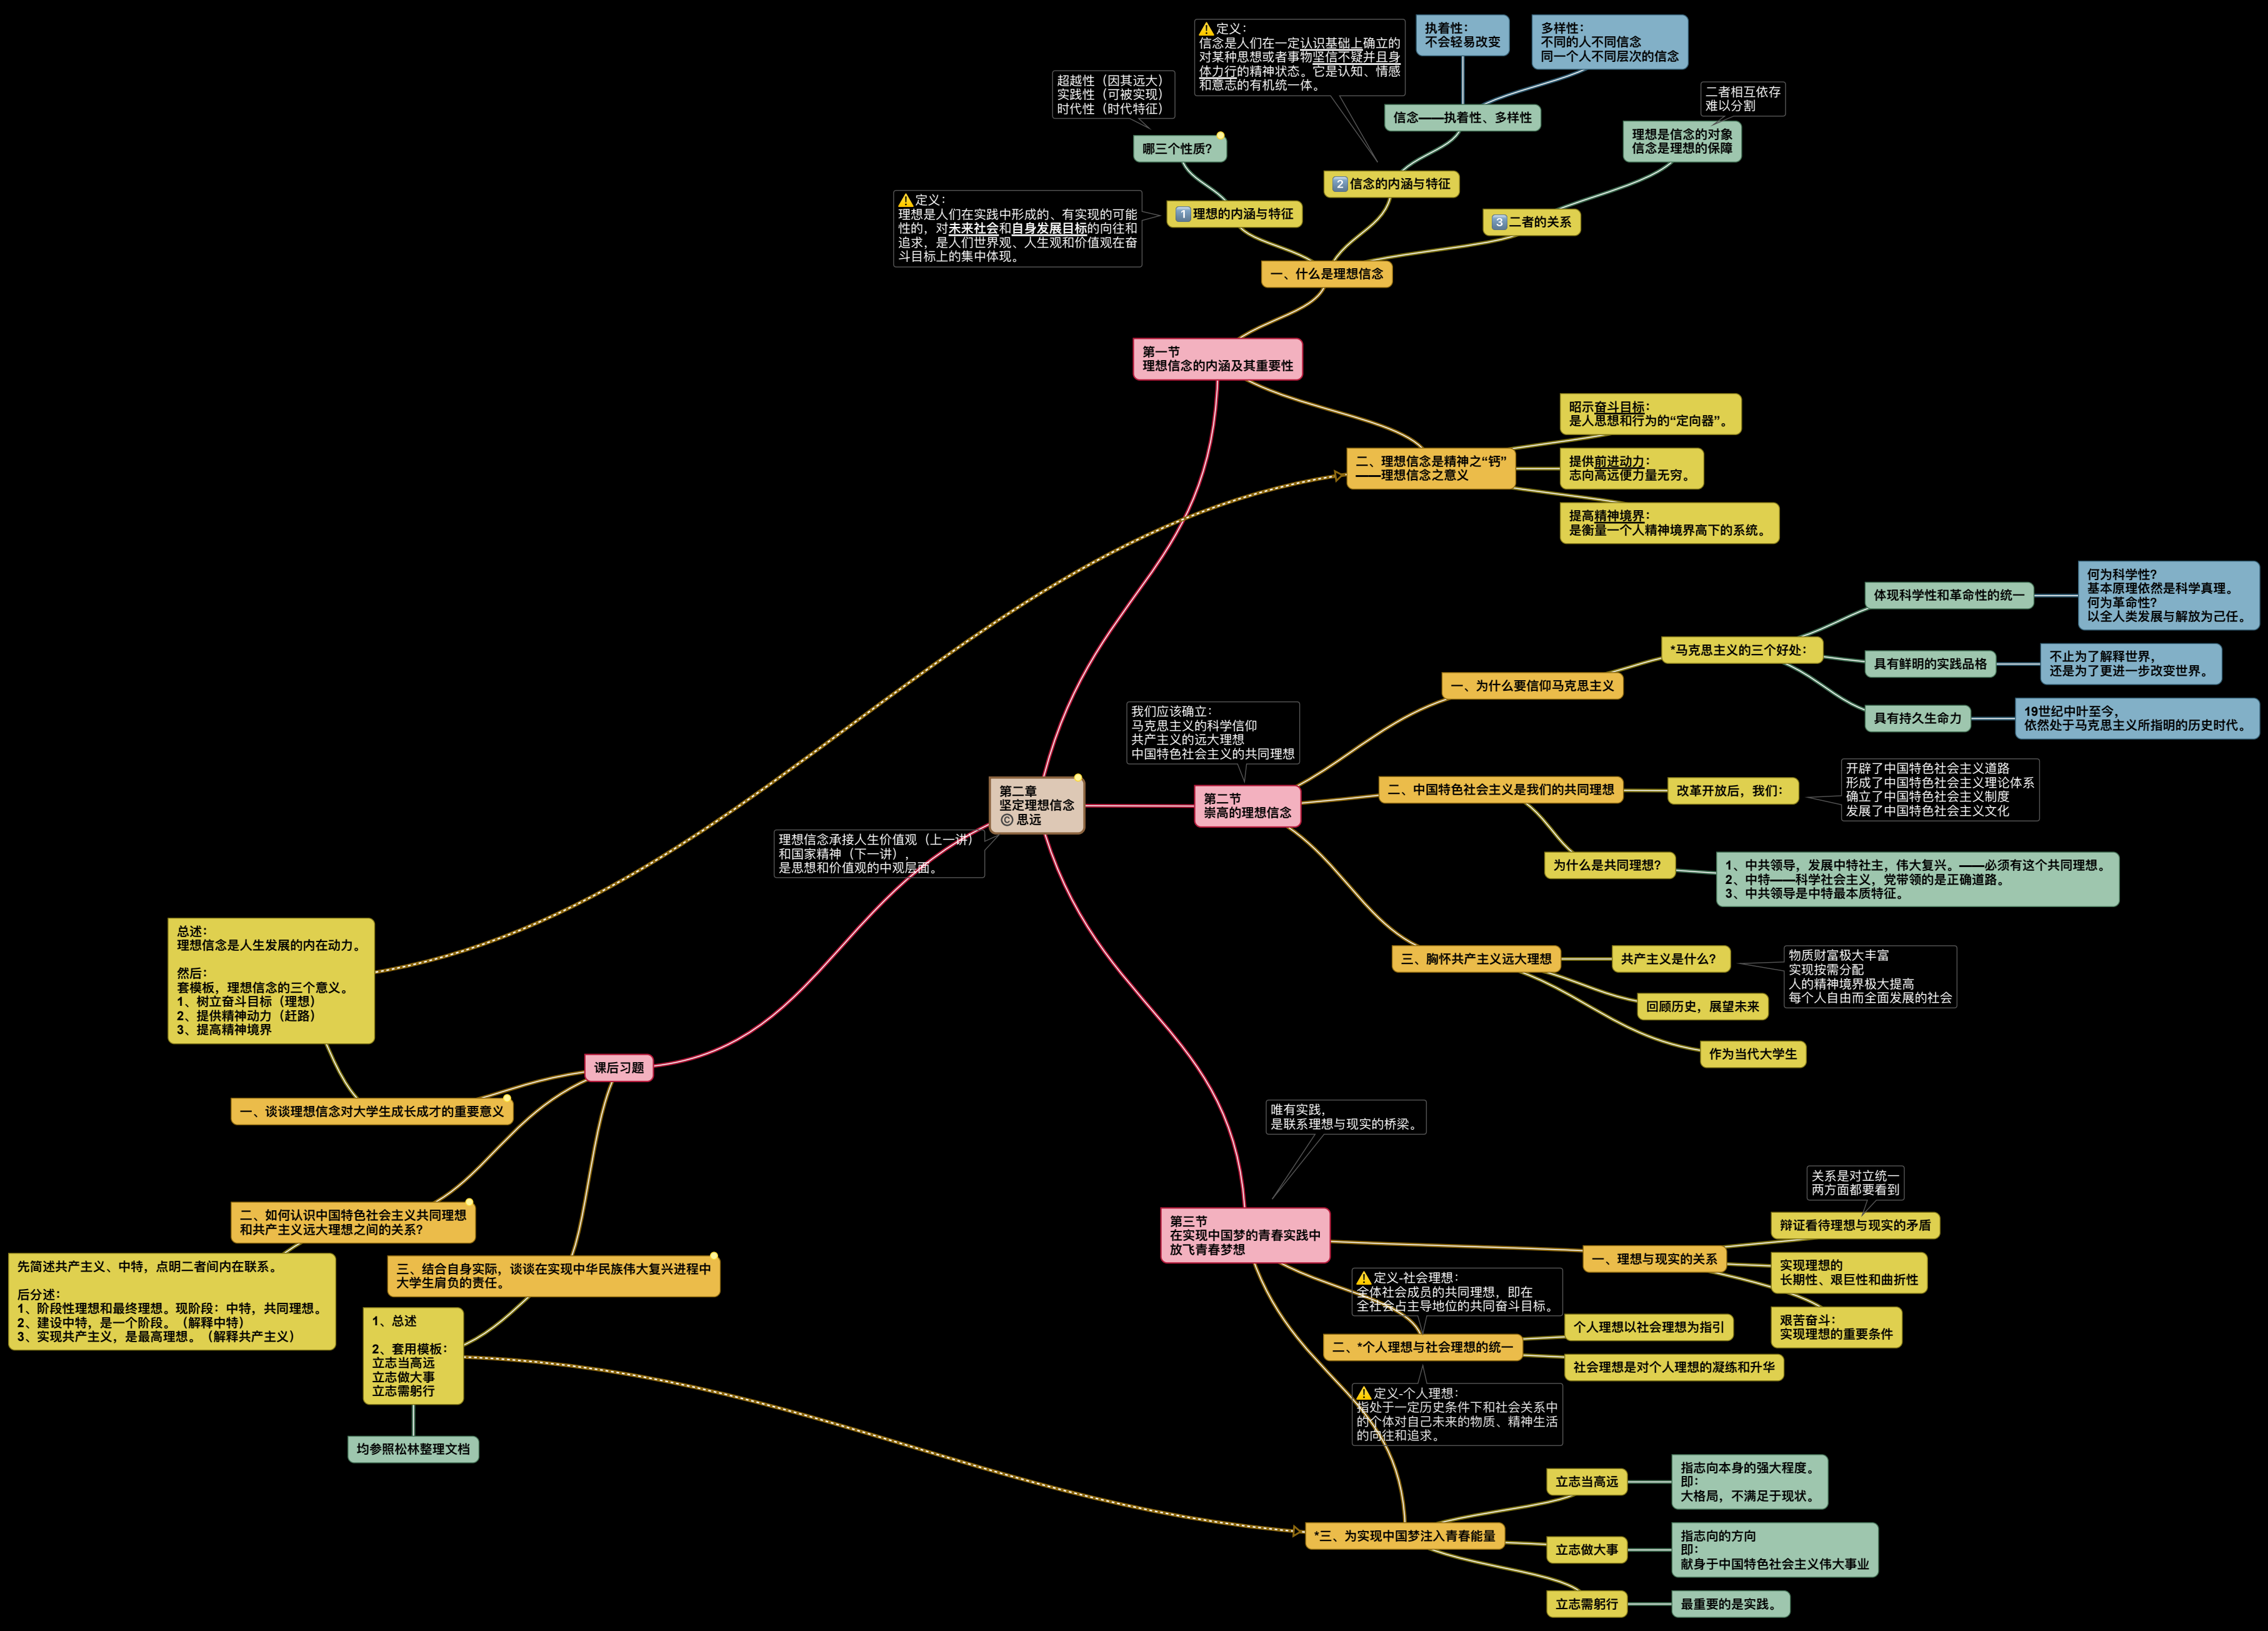 第二章
坚定理想信念
© 思远
理想信念承接人生价值观（上一讲）
和国家精神（下一讲），
是思想和价值观的中观层面。
第一节
理想信念的内涵及其重要性
一、什么是理想信念
1 理想的内涵与特征
⚠ 定义：
理想是人们在实践中形成的、有实现的可能
性的，对未来社会和自身发展目标的向往和
追求，是人们世界观、人生观和价值观在奋
斗目标上的集中体现。
哪三个性质？
超越性（因其远大）
实践性（可被实现）
时代性（时代特征）
2 信念的内涵与特征
⚠ 定义：
信念是人们在一定认识基础上确立的
对某种思想或者事物坚信不疑并且身
体力行的精神状态。它是认知、情感
和意志的有机统一体。
信念——执着性、多样性
执着性：
不会轻易改变
多样性：
不同的人不同信念
同一个人不同层次的信念
3 二者的关系
理想是信念的对象
信念是理想的保障
二者相互依存
难以分割
二、理想信念是精神之“钙”
——理想信念之意义
昭示奋斗目标：
是人思想和行为的“定向器”。
提供前进动力：
志向高远便力量无穷。
提高精神境界：
是衡量一个人精神境界高下的系统。
第二节
崇高的理想信念
我们应该确立：
马克思主义的科学信仰
共产主义的远大理想
中国特色社会主义的共同理想
一、为什么要信仰马克思主义
*马克思主义的三个好处：
体现科学性和革命性的统一
何为科学性？
基本原理依然是科学真理。
何为革命性？
以全人类发展与解放为己任。
具有鲜明的实践品格
不止为了解释世界，
还是为了更进一步改变世界。
具有持久生命力
19世纪中叶至今，
依然处于马克思主义所指明的历史时代。
二、中国特色社会主义是我们的共同理想
改革开放后，我们：
开辟了中国特色社会主义道路
形成了中国特色社会主义理论体系
确立了中国特色社会主义制度
发展了中国特色社会主义文化
为什么是共同理想？
1、中共领导，发展中特社主，伟大复兴。——必须有这个共同理想。
2、中特——科学社会主义，党带领的是正确道路。
3、中共领导是中特最本质特征。
三、胸怀共产主义远大理想
共产主义是什么？
物质财富极大丰富
实现按需分配
人的精神境界极大提高
每个人自由而全面发展的社会
回顾历史，展望未来
作为当代大学生
第三节
在实现中国梦的青春实践中
放飞青春梦想
唯有实践，
是联系理想与现实的桥梁。
一、理想与现实的关系
辩证看待理想与现实的矛盾
关系是对立统一
两方面都要看到
实现理想的
长期性、艰巨性和曲折性
艰苦奋斗：
实现理想的重要条件
二、*个人理想与社会理想的统一
⚠ 定义-社会理想：
全体社会成员的共同理想，即在
全社会占主导地位的共同奋斗目标。
⚠ 定义-个人理想：
指处于一定历史条件下和社会关系中
的个体对自己未来的物质、精神生活
的向往和追求。
个人理想以社会理想为指引
社会理想是对个人理想的凝练和升华
*三、为实现中国梦注入青春能量
立志当高远
指志向本身的强大程度。
即：
大格局，不满足于现状。
立志做大事
指志向的方向
即：
献身于中国特色社会主义伟大事业
立志需躬行
最重要的是实践。
课后习题
一、谈谈理想信念对大学生成长成才的重要意义
总述：
理想信念是人生发展的内在动力。
然后：
套模板，理想信念的三个意义。
1、树立奋斗目标（理想）
2、提供精神动力（赶路）
3、提高精神境界
二、如何认识中国特色社会主义共同理想
和共产主义远大理想之间的关系？
先简述共产主义、中特，点明二者间内在联系。
后分述：
1、阶段性理想和最终理想。现阶段：中特，共同理想。
2、建设中特，是一个阶段。（解释中特）
3、实现共产主义，是最高理想。（解释共产主义）
三、结合自身实际，谈谈在实现中华民族伟大复兴进程中
大学生肩负的责任。
1、总述
2、套用模板：
立志当高远
立志做大事
立志需躬行
均参照松林整理文档